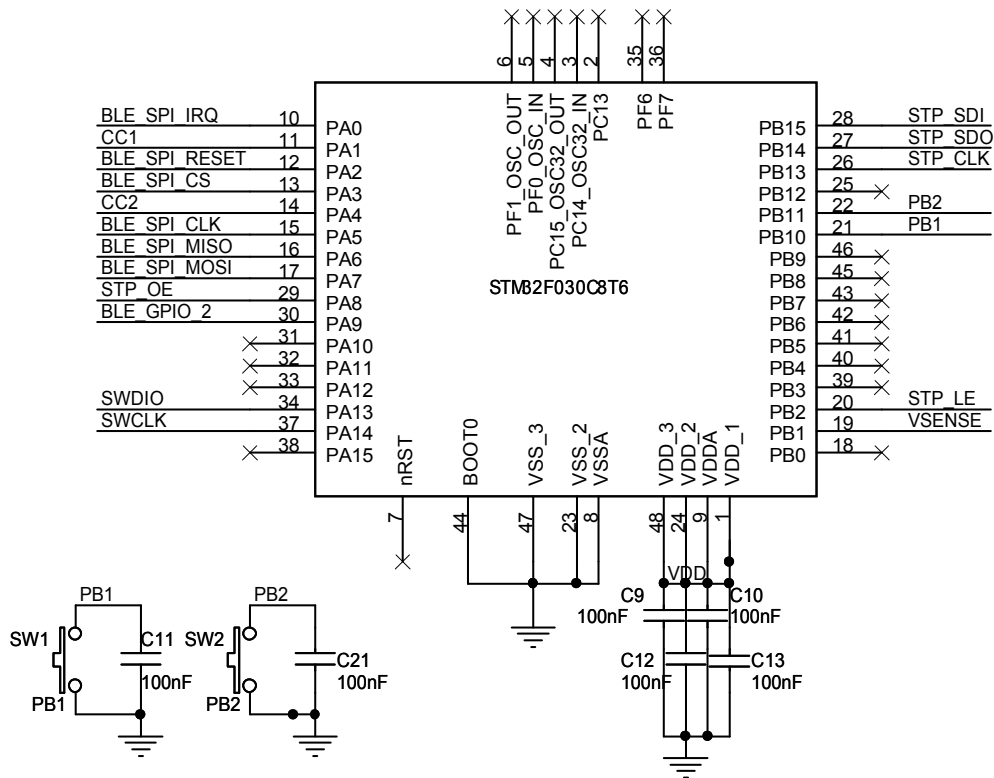 6 5 4 3 2 35 36
PF1_OSC_OUT
PF0_OSC_IN
PC15_OSC32_OUT
PC14_OSC32_IN
PC13
PF6
PF7
STM32F030C8T6
BLE_SPI_IRQ 10 PA0
CC1 11 PA1
BLE_SPI_RESET 12 PA2
BLE_SPI_CS 13 PA3
CC2 14 PA4
BLE_SPI_CLK 15 PA5
BLE_SPI_MISO 16 PA6
BLE_SPI_MOSI 17 PA7
STP_OE 29 PA8
BLE_GPIO_2 30 PA9
31 PA10
32 PA11
33 PA12
SWDIO 34 PA13
SWCLK 37 PA14
38 PA15
PB15 28 STP_SDI
PB14 27 STP_SDO
PB13 26 STP_CLK
PB12 25
PB11 22 PB2
PB10 21 PB1
PB9 46
PB8 45
PB7 43
PB6 42
PB5 41
PB4 40
PB3 39
PB2 20 STP_LE
PB1 19 VSENSE
PB0 18
nRST
BOOT0
VSS_3
VSS_2
VSSA
VDD_3
VDD_2
VDDA
VDD_1
7 44 47 23 8 48 24 9 1
VDD
C9
100nF
C10
100nF
C12
100nF
C13
100nF
PB1
SW1
C11
100nF
PB1
PB2
SW2
C21
100nF
PB2